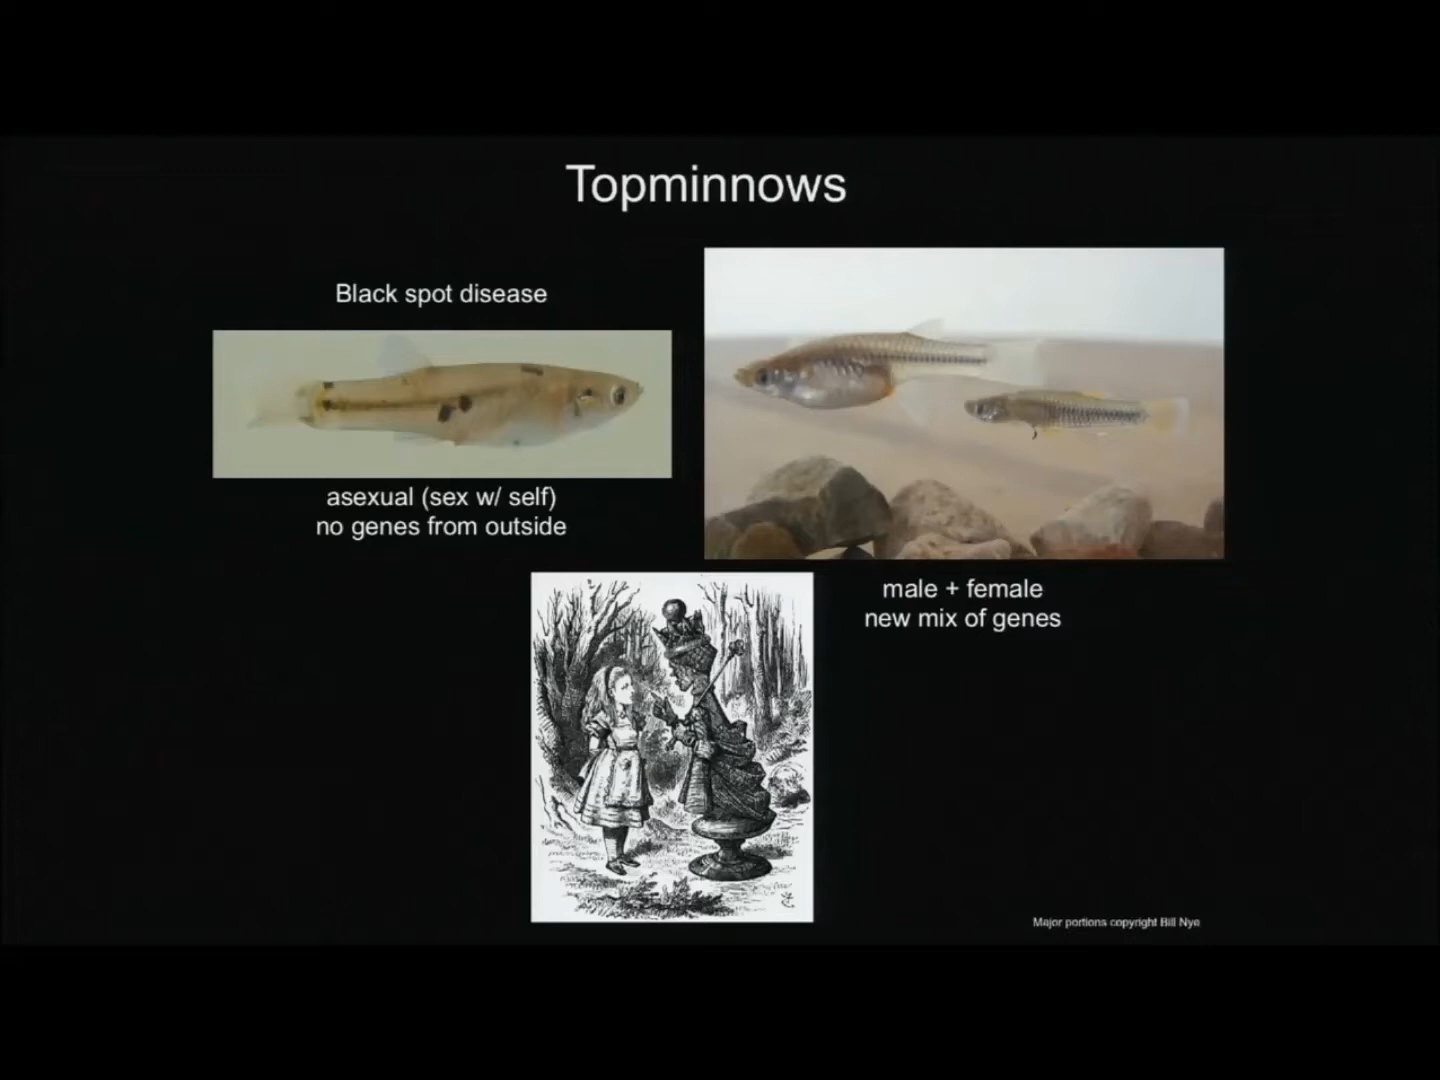 Topminnows
Black spot disease
asexual (sex w/ self)
no genes from outside
male + female
new mix of genes
Major portions copyright Bill Nye